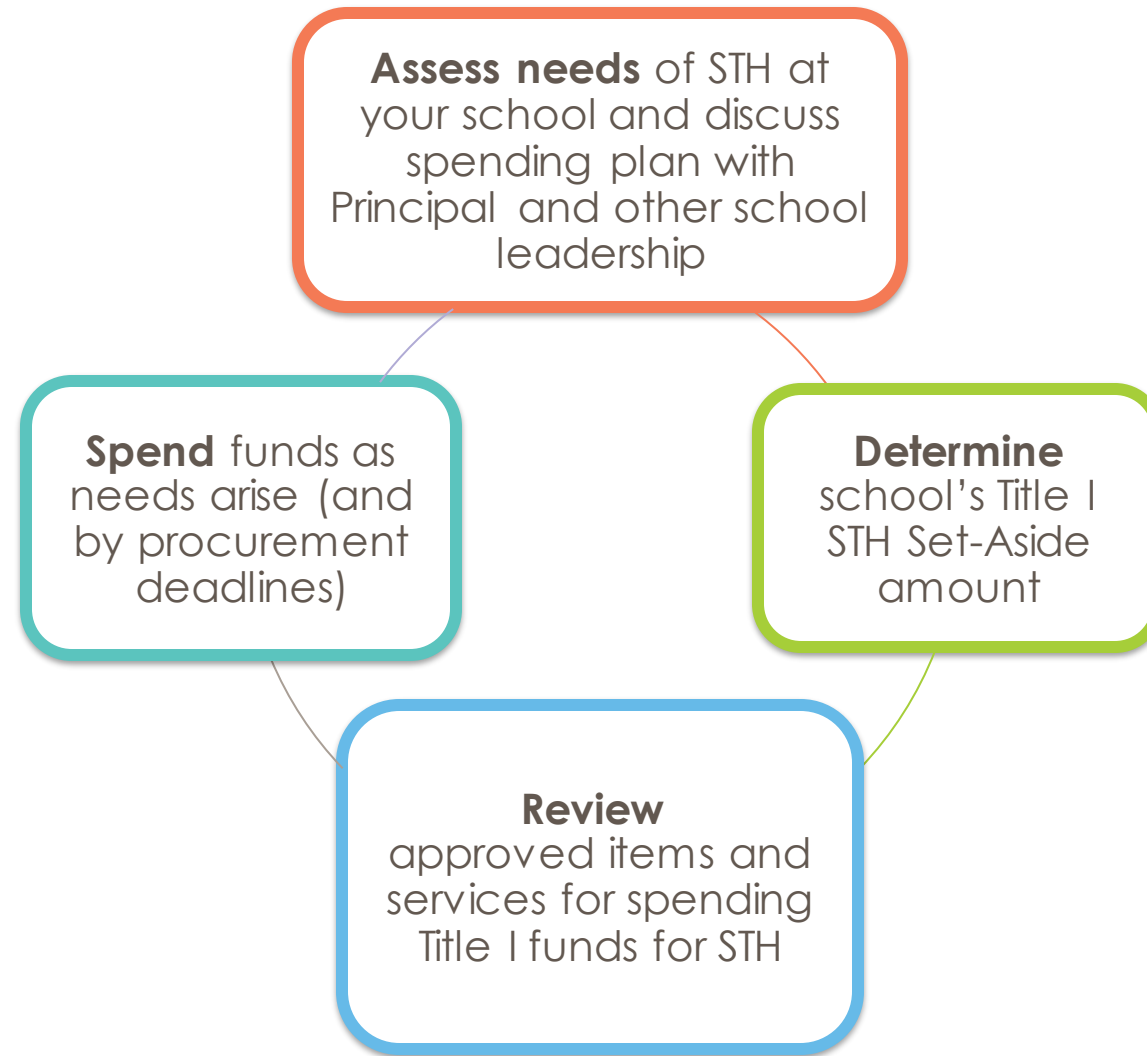 Assess needs of STH at
your school and discuss
spending plan with
Principal and other school
leadership
Determine
school's Title I
STH Set-Aside
amount
Review
approved items and
services for spending
Title I funds for STH
Spend funds as
needs arise (and
by procurement
deadlines)